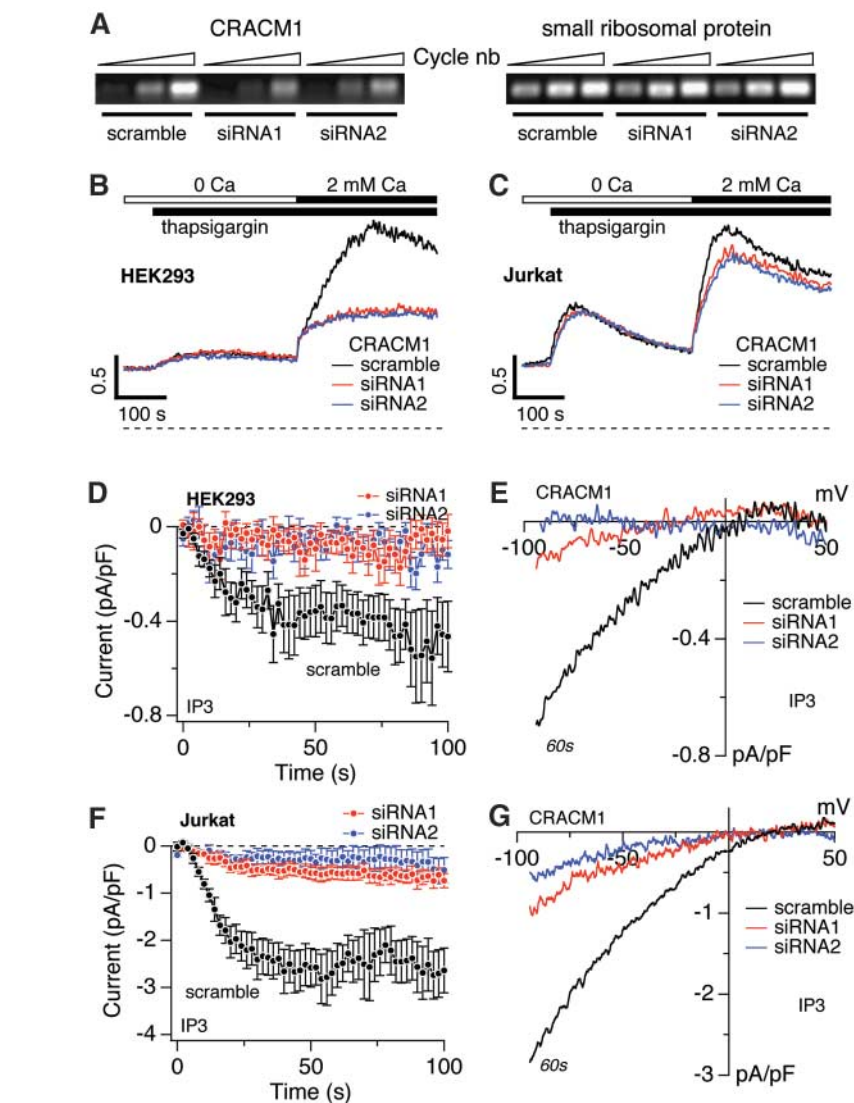 A
CRACM1
small ribosomal protein
Cycle nb
scramble siRNA1 siRNA2
scramble siRNA1 siRNA2
B
0 Ca 2 mM Ca
thapsigargin
HEK293
CRACM1
scramble
siRNA1
siRNA2
0.5
100 s
C
0 Ca 2 mM Ca
thapsigargin
Jurkat
CRACM1
scramble
siRNA1
siRNA2
0.5
100 s
D
HEK293
siRNA1
siRNA2
0
-0.4
-0.8
Current (pA/pF)
scramble
IP3
0 50 100
Time (s)
E
CRACM1
mV
-100 -50 50
scramble
siRNA1
siRNA2
-0.4
IP3
60s
-0.8 pA/pF
F
Jurkat
siRNA1
siRNA2
0
-1
-2
-3
-4
Current (pA/pF)
scramble
IP3
0 50 100
Time (s)
G
CRACM1
mV
-100 -50 50
-1
scramble
siRNA1
siRNA2
-2
IP3
60s
-3 pA/pF